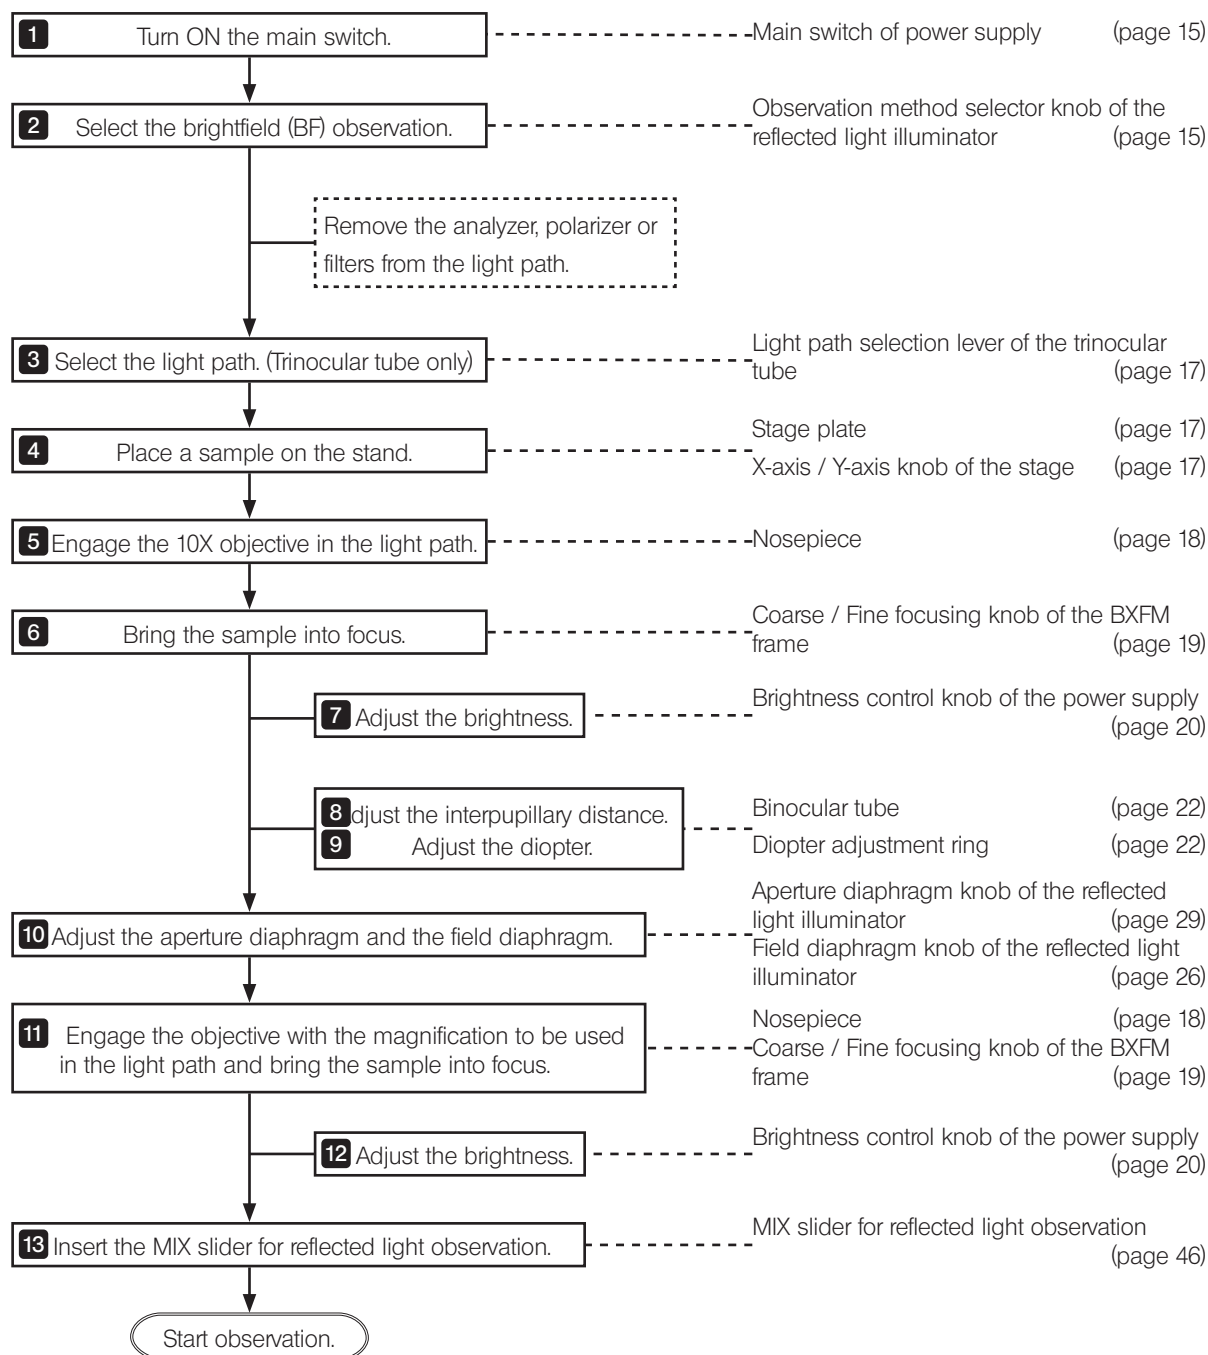 1 Turn ON the main switch.
Main switch of power supply (page 15)
2 Select the brightfield (BF) observation.
Observation method selector knob of the
reflected light illuminator (page 15)
Remove the analyzer, polarizer or
filters from the light path.
3 Select the light path. (Trinocular tube only)
Light path selection lever of the trinocular
tube (page 17)
4 Place a sample on the stand.
Stage plate (page 17)
X-axis / Y-axis knob of the stage (page 17)
5 Engage the 10X objective in the light path.
Nosepiece (page 18)
6 Bring the sample into focus.
Coarse / Fine focusing knob of the BXFM
frame (page 19)
7 Adjust the brightness.
Brightness control knob of the power supply
(page 20)
8 djust the interpupillary distance.
9 Adjust the diopter.
Binocular tube (page 22)
Diopter adjustment ring (page 22)
10 Adjust the aperture diaphragm and the field diaphragm.
Aperture diaphragm knob of the reflected
light illuminator (page 29)
Field diaphragm knob of the reflected light
illuminator (page 26)
11 Engage the objective with the magnification to be used
in the light path and bring the sample into focus.
Nosepiece (page 18)
Coarse / Fine focusing knob of the BXFM
frame (page 19)
12 Adjust the brightness.
Brightness control knob of the power supply
(page 20)
13 Insert the MIX slider for reflected light observation.
MIX slider for reflected light observation
(page 46)
Start observation.